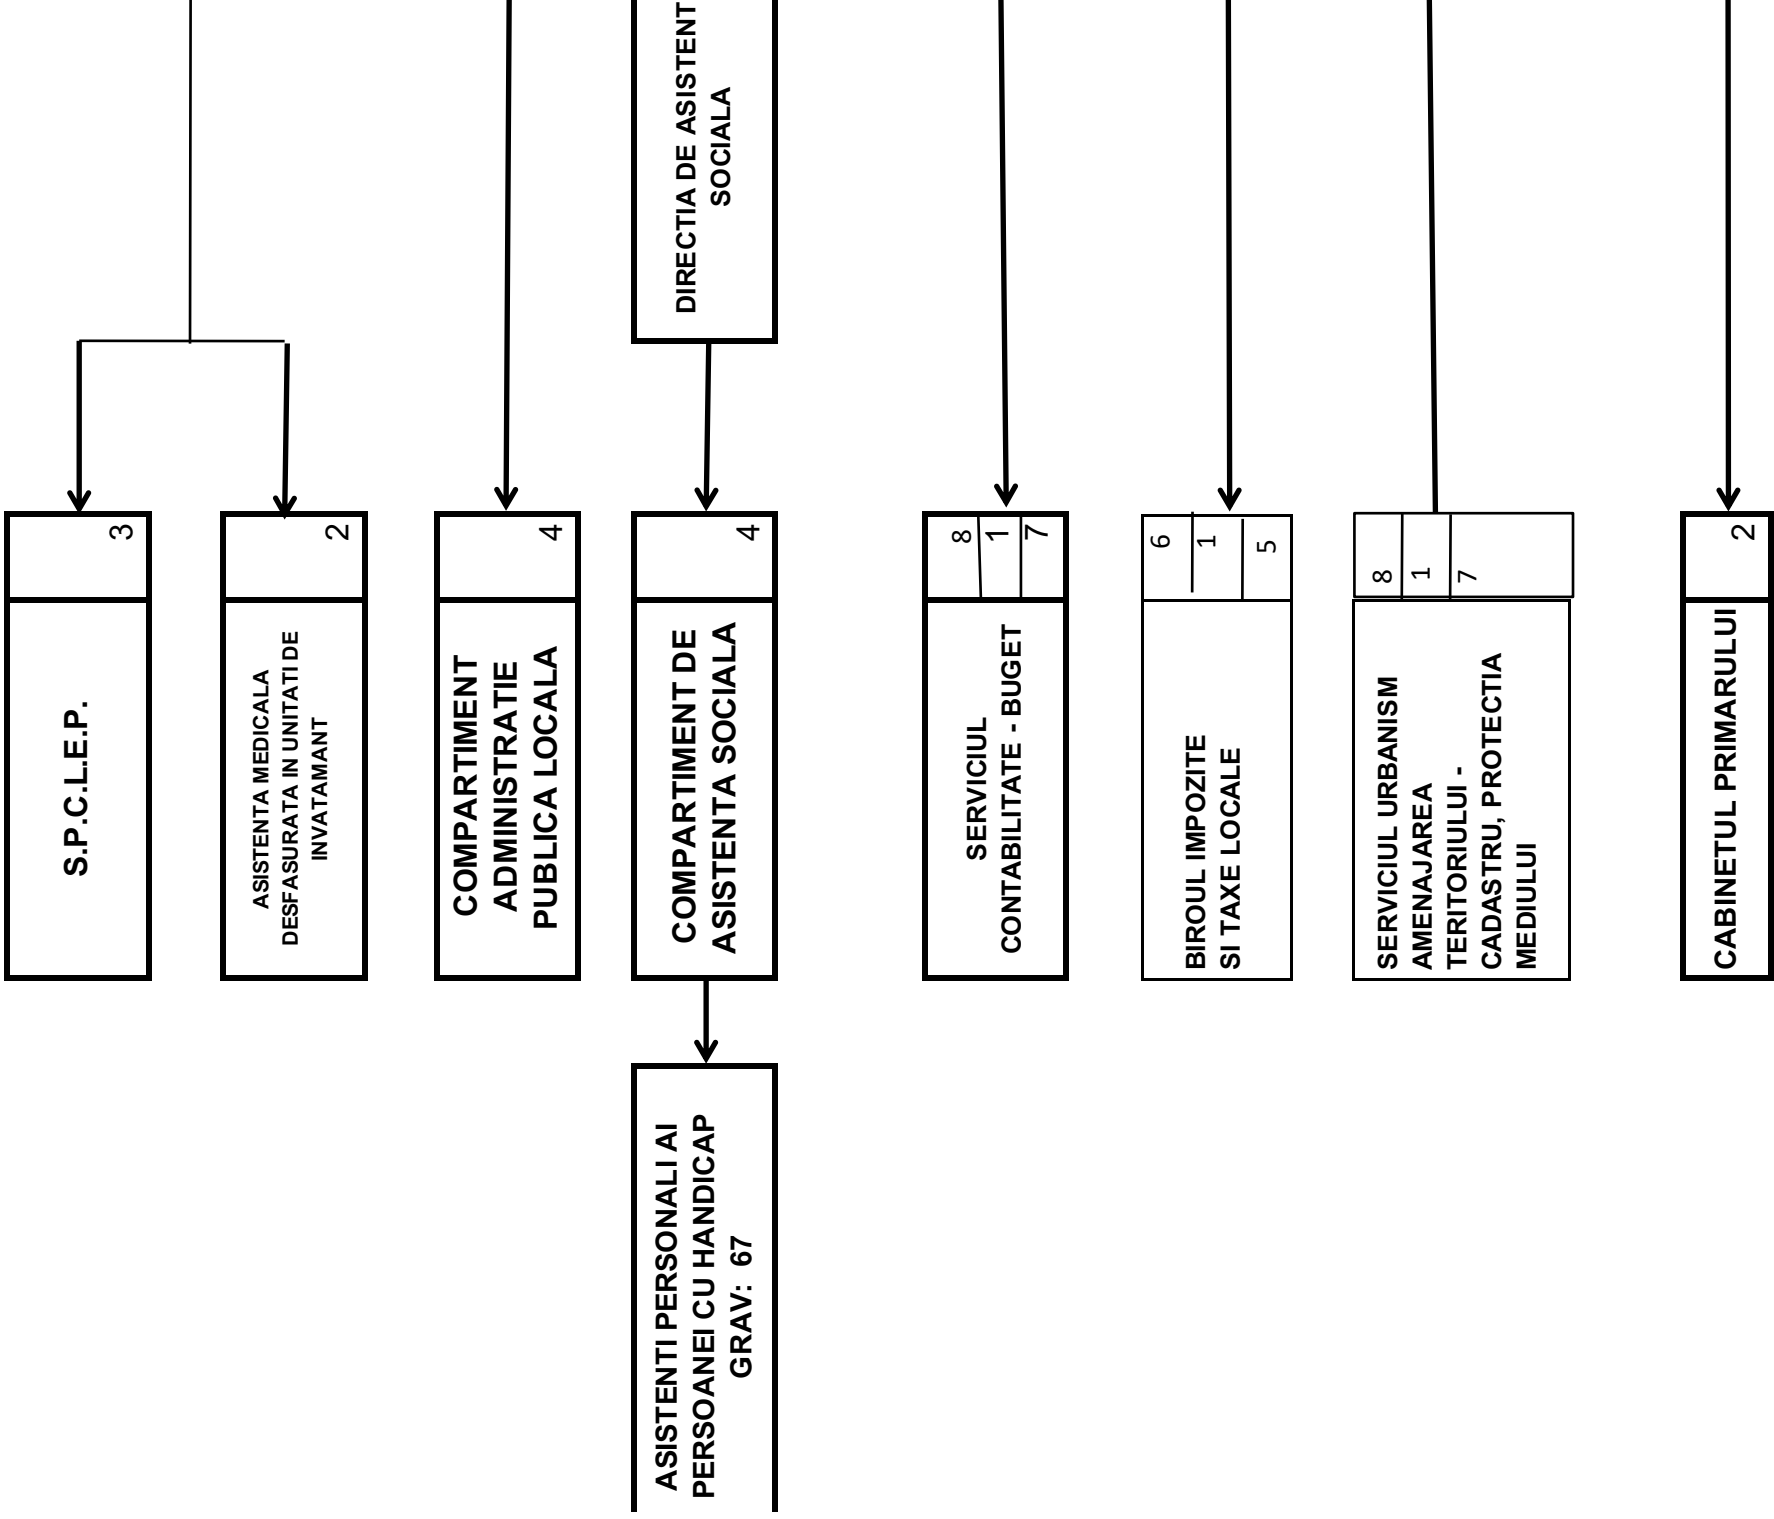 DIRECTIA DE ASISTENT
SOCIALA
3
S.P.C.L.E.P.
2
ASISTENTA MEDICALA
DESFASURATA IN UNITATI DE
INVATAMANT
4
COMPARTIMENT
ADMINISTRATIE
PUBLICA LOCALA
4
COMPARTIMENT DE
ASISTENTA SOCIALA
8
1
7
SERVICIUL
CONTABILITATE - BUGET
6
1
5
BIROUL IMPOZITE
SI TAXE LOCALE
8
1
7
SERVICIUL URBANISM
AMENAJAREA
TERITORIULUI -
CADASTRU, PROTECTIA
MEDIULUI
2
CABINETUL PRIMARULUI
ASISTENTI PERSONALI AI
PERSOANEI CU HANDICAP
GRAV: 67